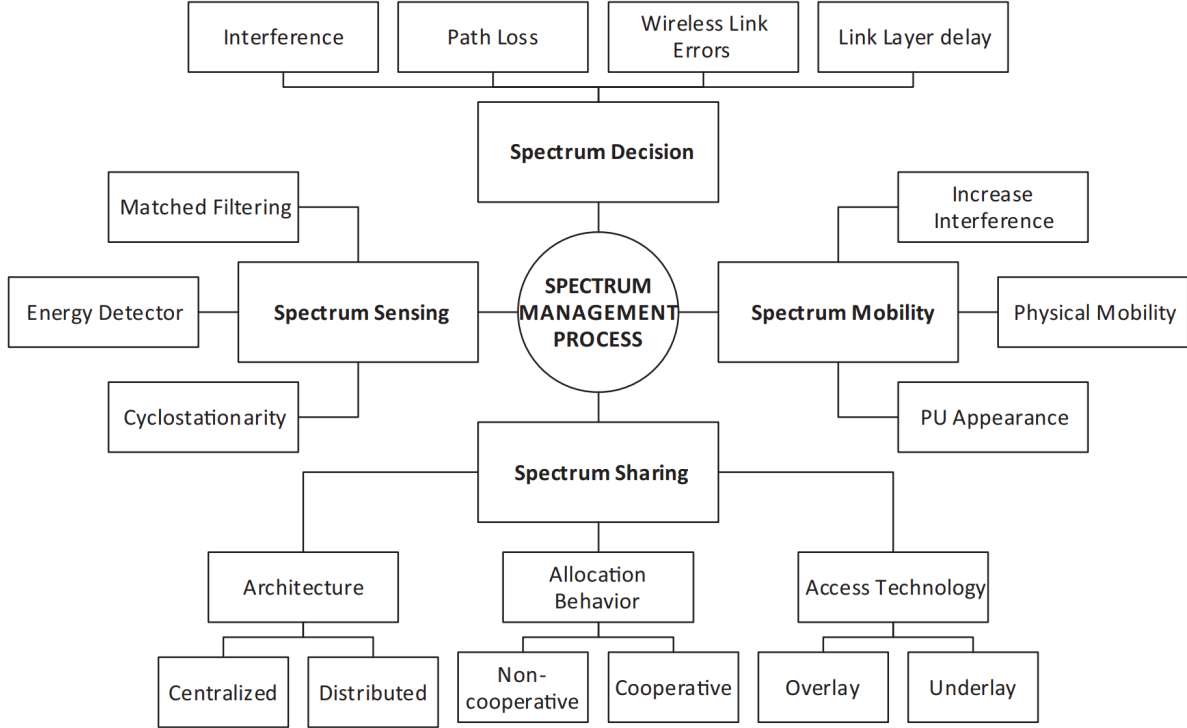 Interference
Path Loss
Wireless Link
Errors
Link Layer delay
Spectrum Decision
Matched Filtering
Increase
Interference
Energy Detector
Spectrum Sensing
SPECTRUM
MANAGEMENT
PROCESS
Spectrum Mobility
Physical Mobility
Cyclostationarity
PU Appearance
Spectrum Sharing
Architecture
Allocation
Behavior
Access Technology
Centralized
Distributed
Non-
cooperative
Cooperative
Overlay
Underlay